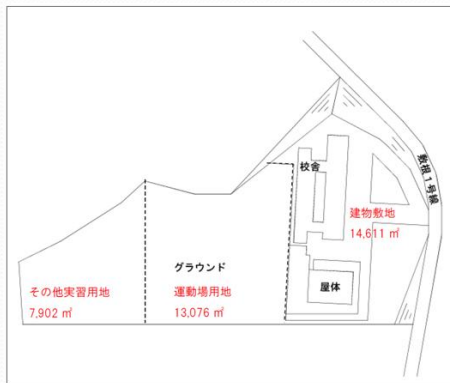 敷根1号線
校舎
建物敷地
14,611 ㎡
グラウンド
屋体
その他実習用地
7,902 ㎡
運動場用地
13,076 ㎡